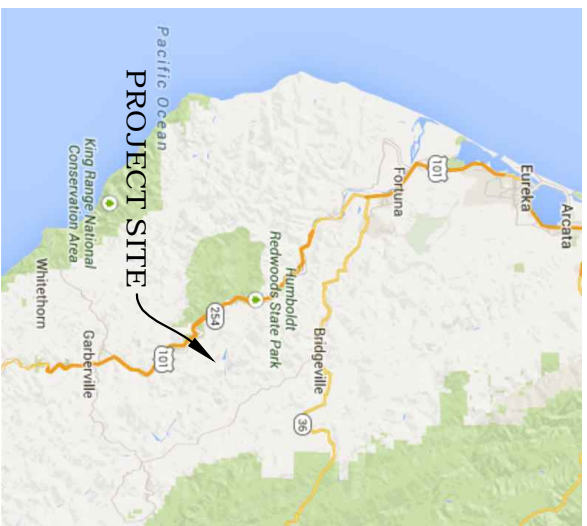 Pacific Ocean
PROJECT SITE
King Range National
Conservation Area
Whitethorn
Garberville
101
254
Humboldt
Redwoods State Park
Bridgeville
36
Fortuna
101
Eureka
Arcata